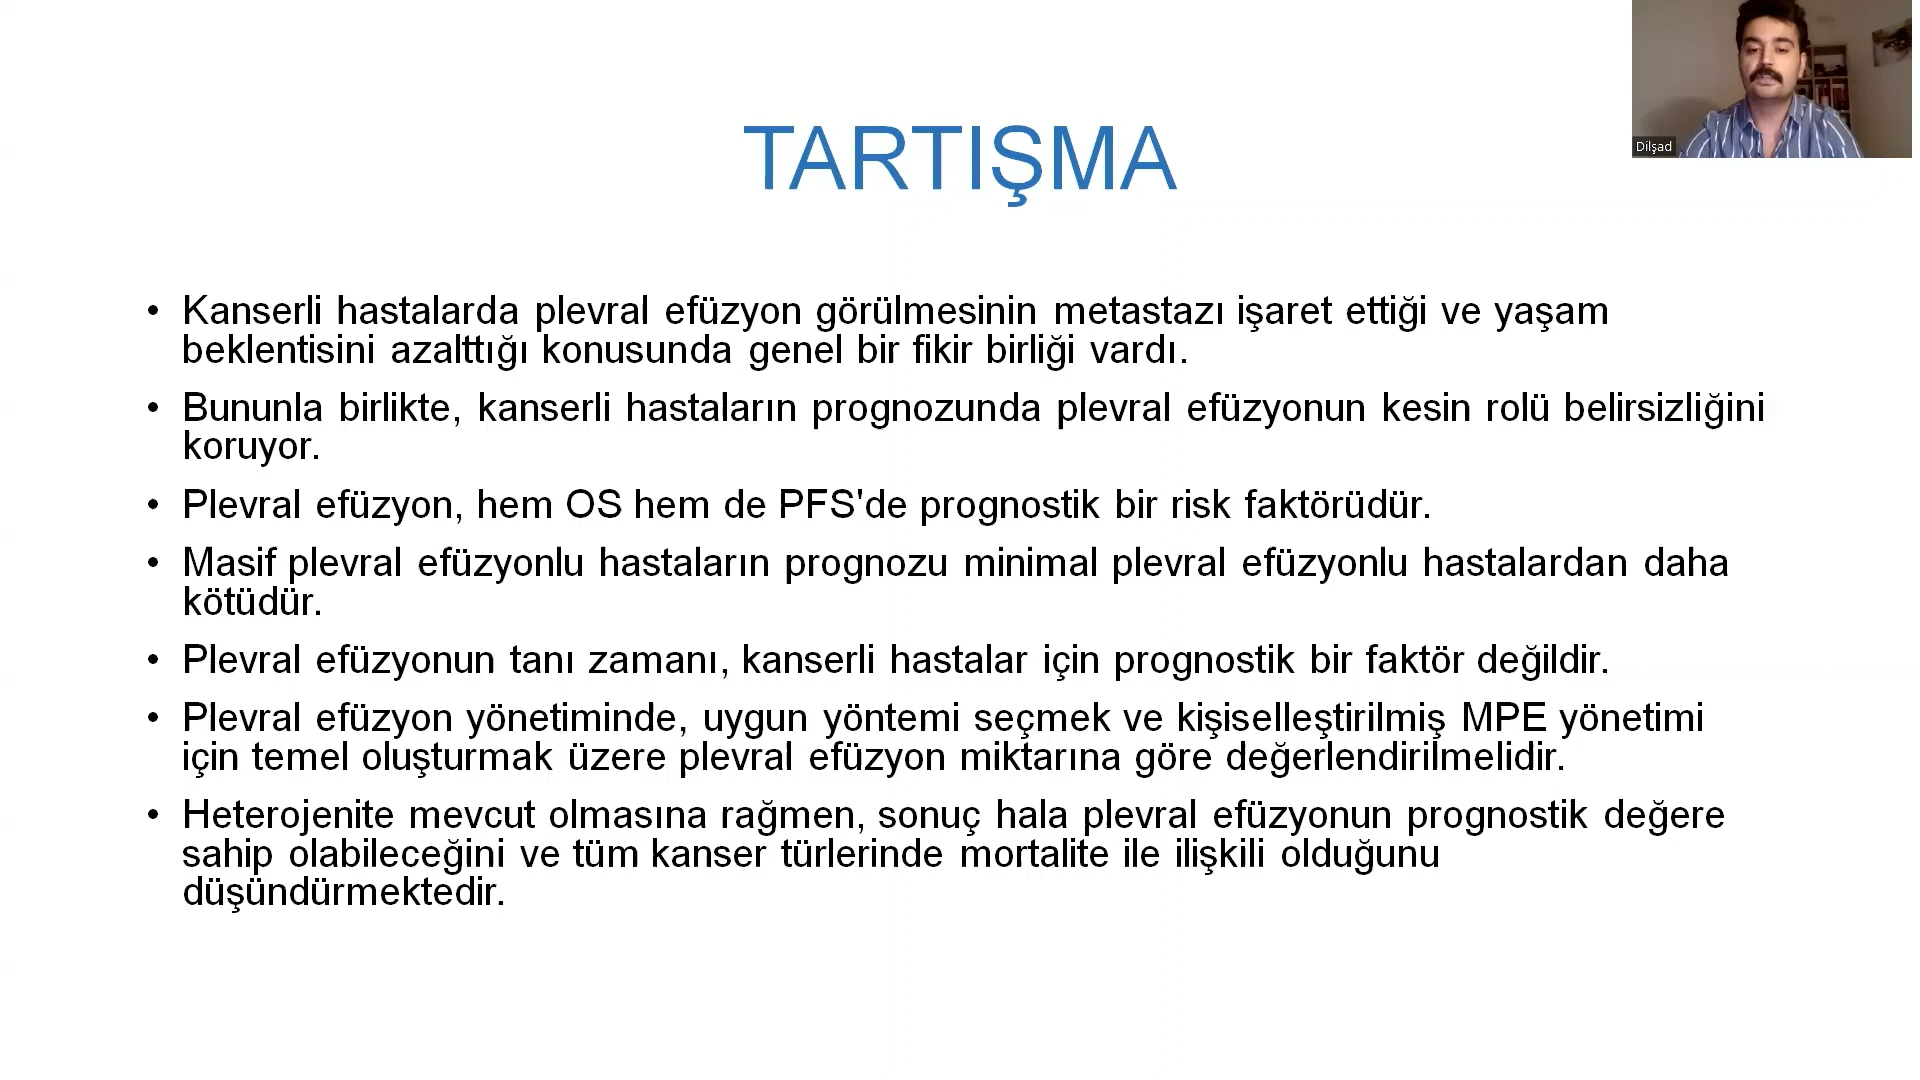 TARTIŞMA
Dilşad
• Kanserli hastalarda plevral efüzyon görülmesinin metastazı işaret ettiği ve yaşam
beklentisini azalttığı konusunda genel bir fikir birliği vardı.
• Bununla birlikte, kanserli hastaların prognozunda plevral efüzyonun kesin rolü belirsizliğini
koruyor.
• Plevral efüzyon, hem OS hem de PFS'de prognostik bir risk faktörüdür.
• Masif plevral efüzyonlu hastaların prognozu minimal plevral efüzyonlu hastalardan daha
kötüdür.
• Plevral efüzyonun tanı zamanı, kanserli hastalar için prognostik bir faktör değildir.
• Plevral efüzyon yönetiminde, uygun yöntemi seçmek ve kişiselleştirilmiş MPE yönetimi
için temel oluşturmak üzere plevral efüzyon miktarına göre değerlendirilmelidir.
• Heterojenite mevcut olmasına rağmen, sonuç hala plevral efüzyonun prognostik değere
sahip olabileceğini ve tüm kanser türlerinde mortalite ile ilişkili olduğunu
düşündürmektedir.